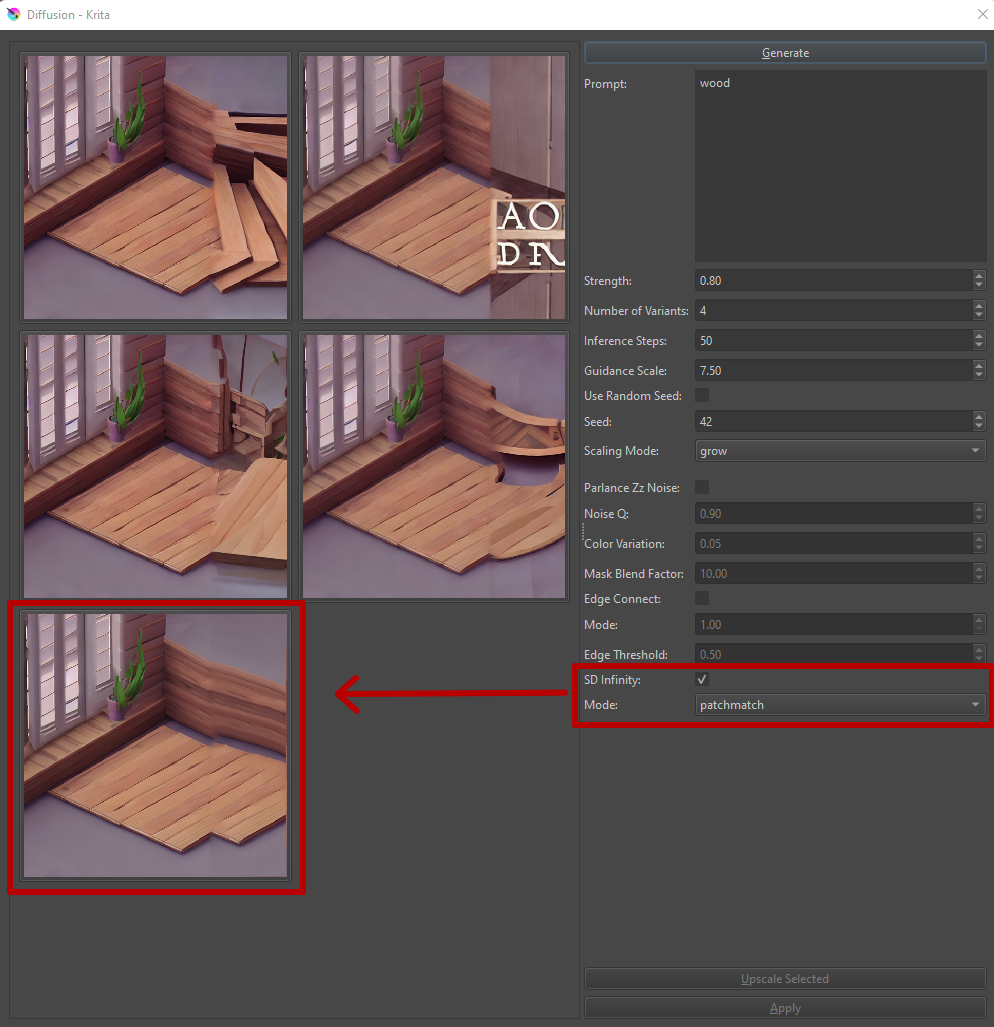 Diffusion - Krita
Generate
Prompt: wood
AO
DR
Strength: 0.80
Number of Variants: 4
Inference Steps: 50
Guidance Scale: 7.50
Use Random Seed:
Seed: 42
Scaling Mode: grow
Parlance Zz Noise:
Noise Q: 0.90
Color Variation: 0.05
Mask Blend Factor: 10.00
Edge Connect:
Mode: 1.00
Edge Threshold: 0.50
SD Infinity: ✓
Mode: patchmatch
Upscale Selected
Apply